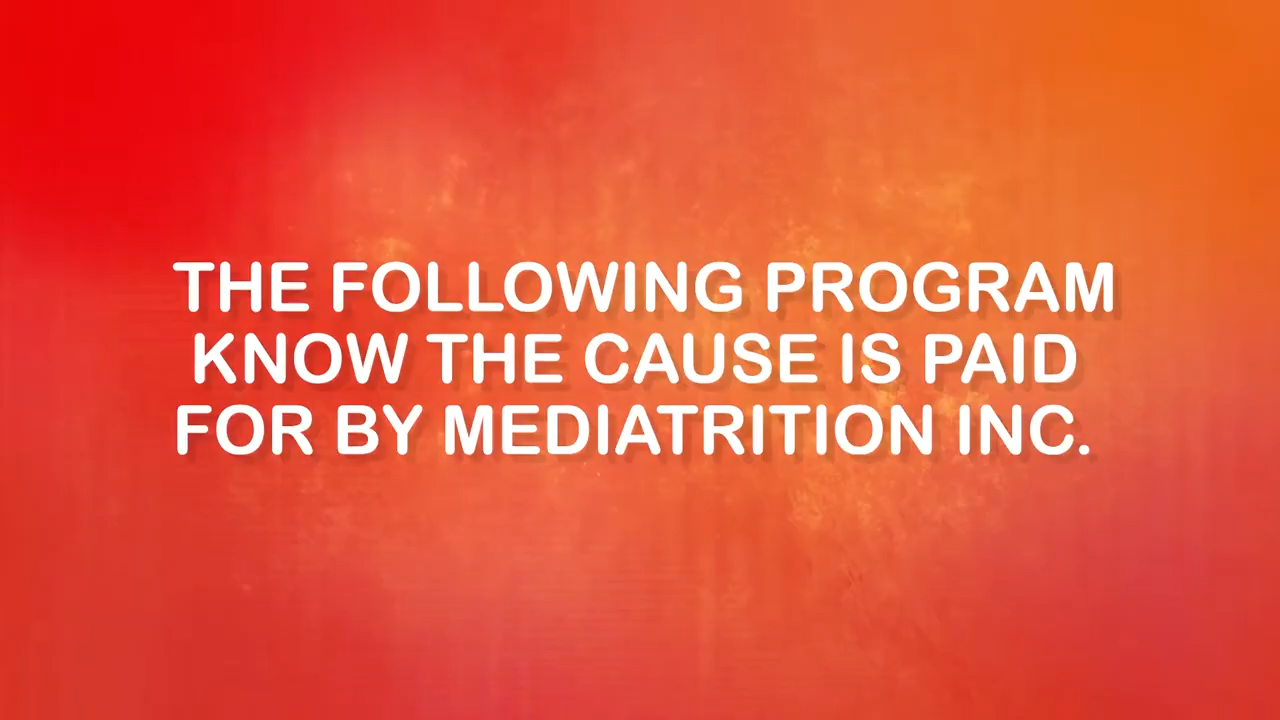 THE FOLLOWING PROGRAM
KNOW THE CAUSE IS PAID
FOR BY MEDIATRITION INC.